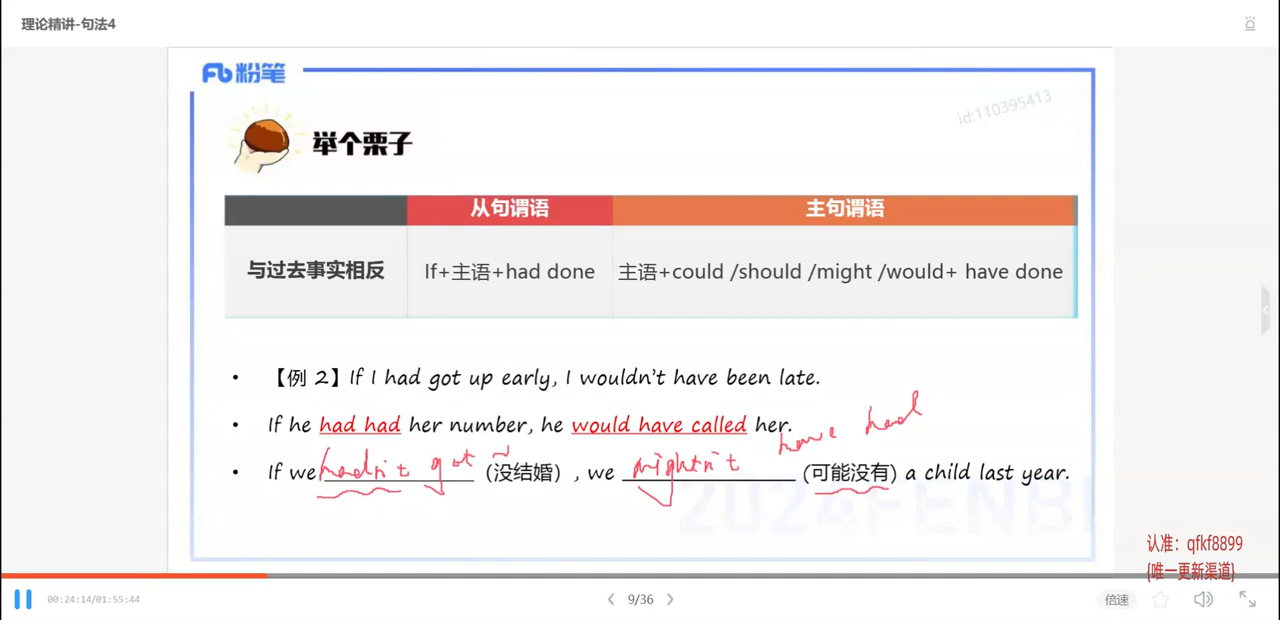 理论精讲-句法4
粉笔
id:110395413
举个栗子
从句谓语 主句谓语
与过去事实相反 If+主语+had done 主语+could /should /might /would+ have done
• 【例 2】If I had got up early, I wouldn't have been late.
• If he had had her number, he would have called her.
have had
• If we hadn't got (没结婚) , we mightn't (可能没有) a child last year.
2024FENBI
认准：qfkf8899
{唯一更新渠道}
00:24:14/01:55:44
9/36
倍速